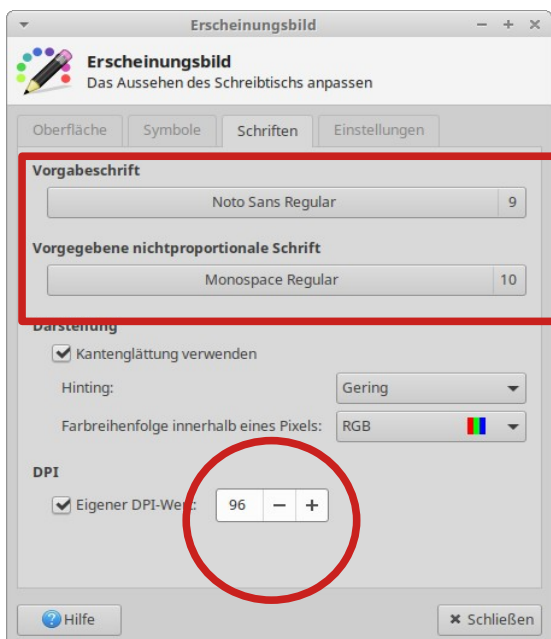 Erscheinungsbild
Erscheinungsbild
Das Aussehen des Schreibtischs anpassen
Oberfläche Symbole Schriften Einstellungen
Vorgabeschrift
Noto Sans Regular 9
Vorgegebene nichtproportionale Schrift
Monospace Regular 10
Darstellung
Kantenglättung verwenden
Hinting: Gering
Farbreihenfolge innerhalb eines Pixels: RGB
DPI
Eigener DPI-Wert: 96 − +
Hilfe Schließen